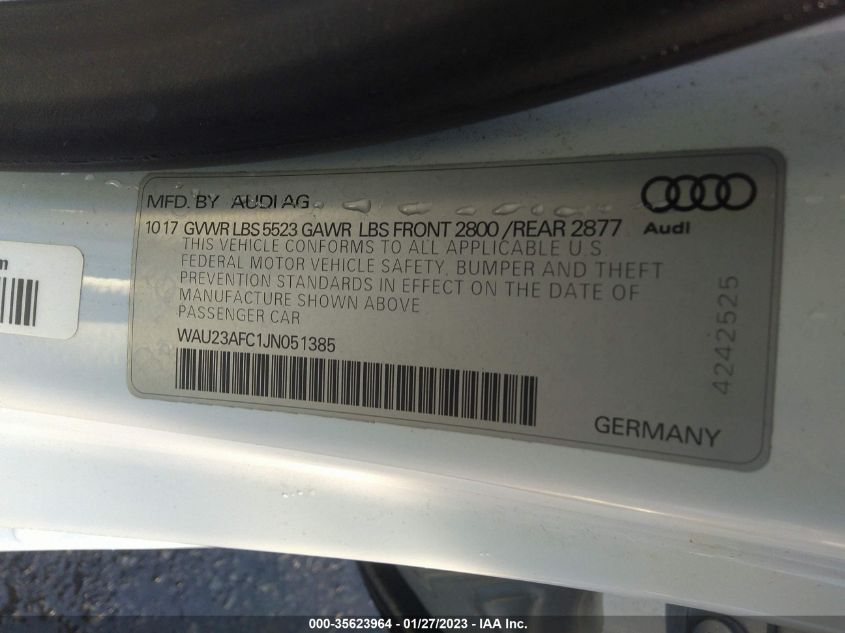 MFD. BY AUDI AG
10 17 GVWR LBS 5523 GAWR LBS FRONT 2800 /REAR 2877
Audi
THIS VEHICLE CONFORMS TO ALL APPLICABLE U S
FEDERAL MOTOR VEHICLE SAFETY, BUMPER AND THEFT
PREVENTION STANDARDS IN EFFECT ON THE DATE OF
MANUFACTURE SHOWN ABOVE
PASSENGER CAR
WAU23AFC1JN051385
4242525
GERMANY
000-35623964 - 01/27/2023 - IAA Inc.